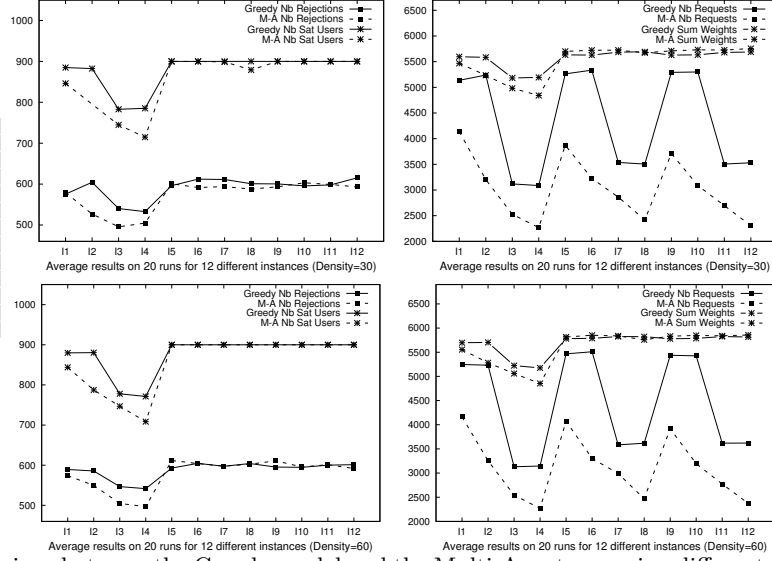 Greedy Nb Rejections
M-A Nb Rejections
Greedy Nb Sat Users
M-A Nb Sat Users
1000
900
800
700
600
500
I1 I2 I3 I4 I5 I6 I7 I8 I9 I10 I11 I12
Average results on 20 runs for 12 different instances (Density=30)
Greedy Nb Requests
M-A Nb Requests
Greedy Sum Weights
M-A Sum Weights
6500
6000
5500
5000
4500
4000
3500
3000
2500
2000
I1 I2 I3 I4 I5 I6 I7 I8 I9 I10 I11 I12
Average results on 20 runs for 12 different instances (Density=30)
Greedy Nb Rejections
M-A Nb Rejections
Greedy Nb Sat Users
M-A Nb Sat Users
1000
900
800
700
600
500
I1 I2 I3 I4 I5 I6 I7 I8 I9 I10 I11 I12
Average results on 20 runs for 12 different instances (Density=60)
Greedy Nb Requests
M-A Nb Requests
Greedy Sum Weights
M-A Sum Weights
6500
6000
5500
5000
4500
4000
3500
3000
2500
2000
I1 I2 I3 I4 I5 I6 I7 I8 I9 I10 I11 I12
Average results on 20 runs for 12 different instances (Density=60)